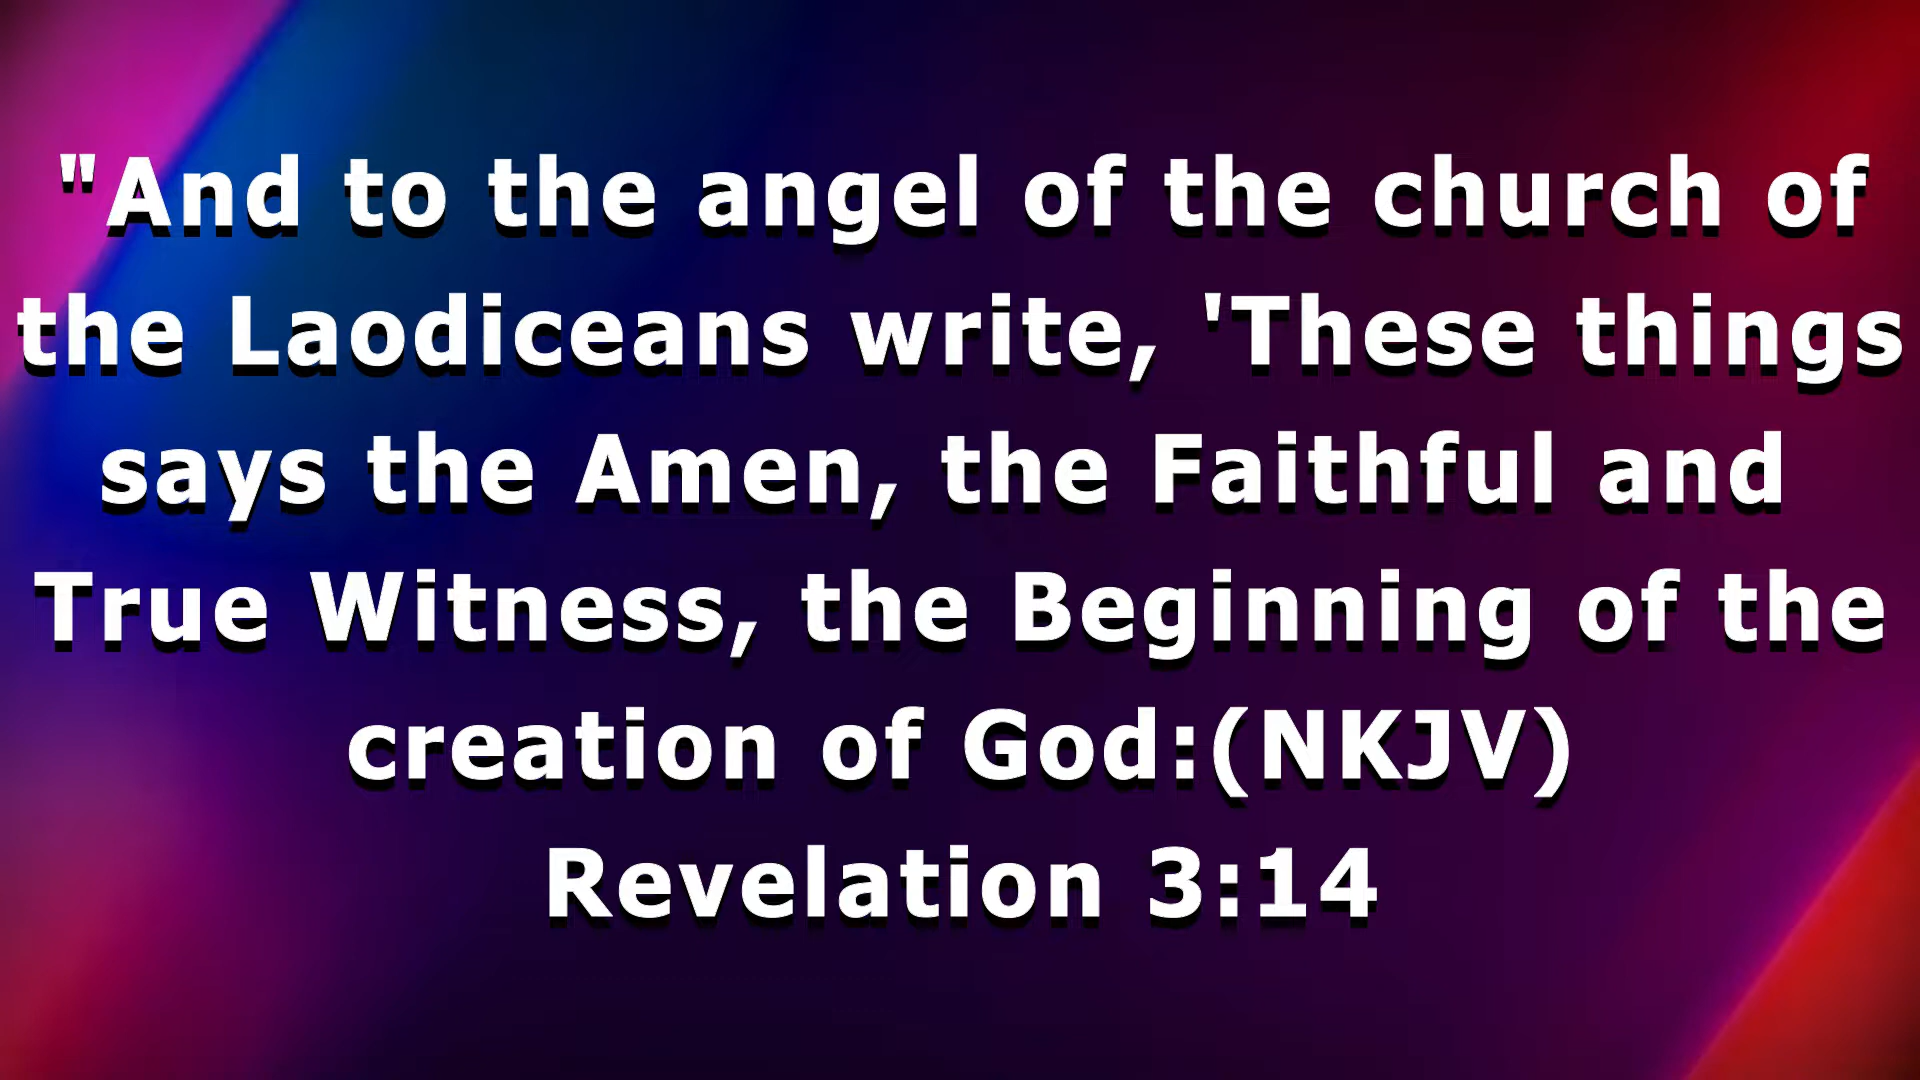 "And to the angel of the church of
the Laodiceans write, 'These things
says the Amen, the Faithful and
True Witness, the Beginning of the
creation of God:(NKJV)
Revelation 3:14